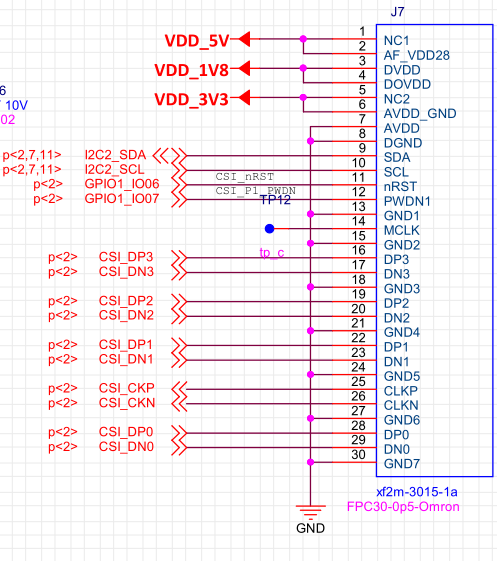 J7
VDD_5V 1 NC1
2 AF_VDD28
VDD_1V8 3 DVDD
4 DOVDD
6
VDD_3V3 5 NC2
10V
6 AVDD_GND
02
7 AVDD
8 DGND
p<2,7,11> I2C2_SDA 9 SDA
p<2,7,11> I2C2_SCL 10 SCL
p<2> GPIO1_IO06 CSI_nRST 11 nRST
p<2> GPIO1_IO07 CSI_P1_PWDN 12 PWDN1
TP12
13 GND1
14 MCLK
15 GND2
tp_c
p<2> CSI_DP3 16 DP3
p<2> CSI_DN3 17 DN3
18 GND3
p<2> CSI_DP2 19 DP2
p<2> CSI_DN2 20 DN2
21 GND4
p<2> CSI_DP1 22 DP1
p<2> CSI_DN1 23 DN1
24 GND5
p<2> CSI_CKP 25 CLKP
p<2> CSI_CKN 26 CLKN
27 GND6
p<2> CSI_DP0 28 DP0
p<2> CSI_DN0 29 DN0
30 GND7
xf2m-3015-1a
FPC30-0p5-Omron
GND